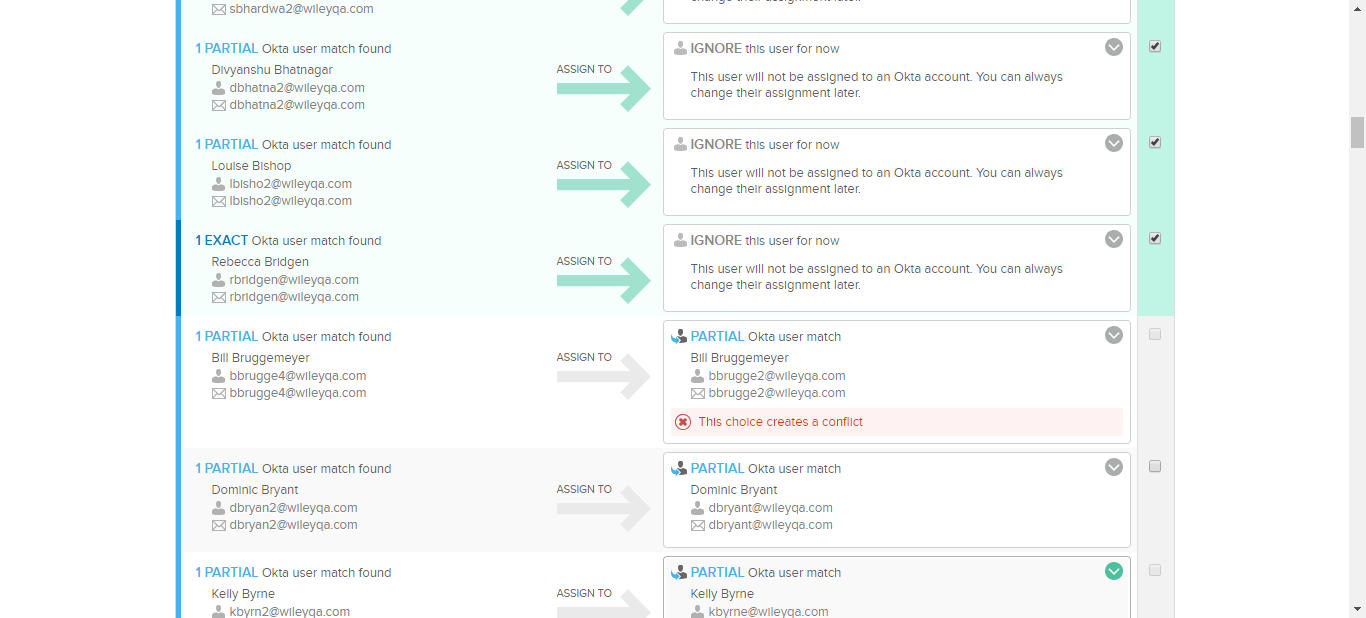 sbhardwa2@wileyqa.com
change their assignment later.
1 PARTIAL Okta user match found
Divyanshu Bhatnagar
dbhatna2@wileyqa.com
dbhatna2@wileyqa.com
ASSIGN TO
IGNORE this user for now
This user will not be assigned to an Okta account. You can always
change their assignment later.
1 PARTIAL Okta user match found
Louise Bishop
lbisho2@wileyqa.com
lbisho2@wileyqa.com
ASSIGN TO
IGNORE this user for now
This user will not be assigned to an Okta account. You can always
change their assignment later.
1 EXACT Okta user match found
Rebecca Bridgen
rbridgen@wileyqa.com
rbridgen@wileyqa.com
ASSIGN TO
IGNORE this user for now
This user will not be assigned to an Okta account. You can always
change their assignment later.
1 PARTIAL Okta user match found
Bill Bruggemeyer
bbrugge4@wileyqa.com
bbrugge4@wileyqa.com
ASSIGN TO
PARTIAL Okta user match
Bill Bruggemeyer
bbrugge2@wileyqa.com
bbrugge2@wileyqa.com
This choice creates a conflict
1 PARTIAL Okta user match found
Dominic Bryant
dbryan2@wileyqa.com
dbryan2@wileyqa.com
ASSIGN TO
PARTIAL Okta user match
Dominic Bryant
dbryant@wileyqa.com
dbryant@wileyqa.com
1 PARTIAL Okta user match found
Kelly Byrne
kbyrn2@wileyqa.com
ASSIGN TO
PARTIAL Okta user match
Kelly Byrne
kbyrne@wileyqa.com